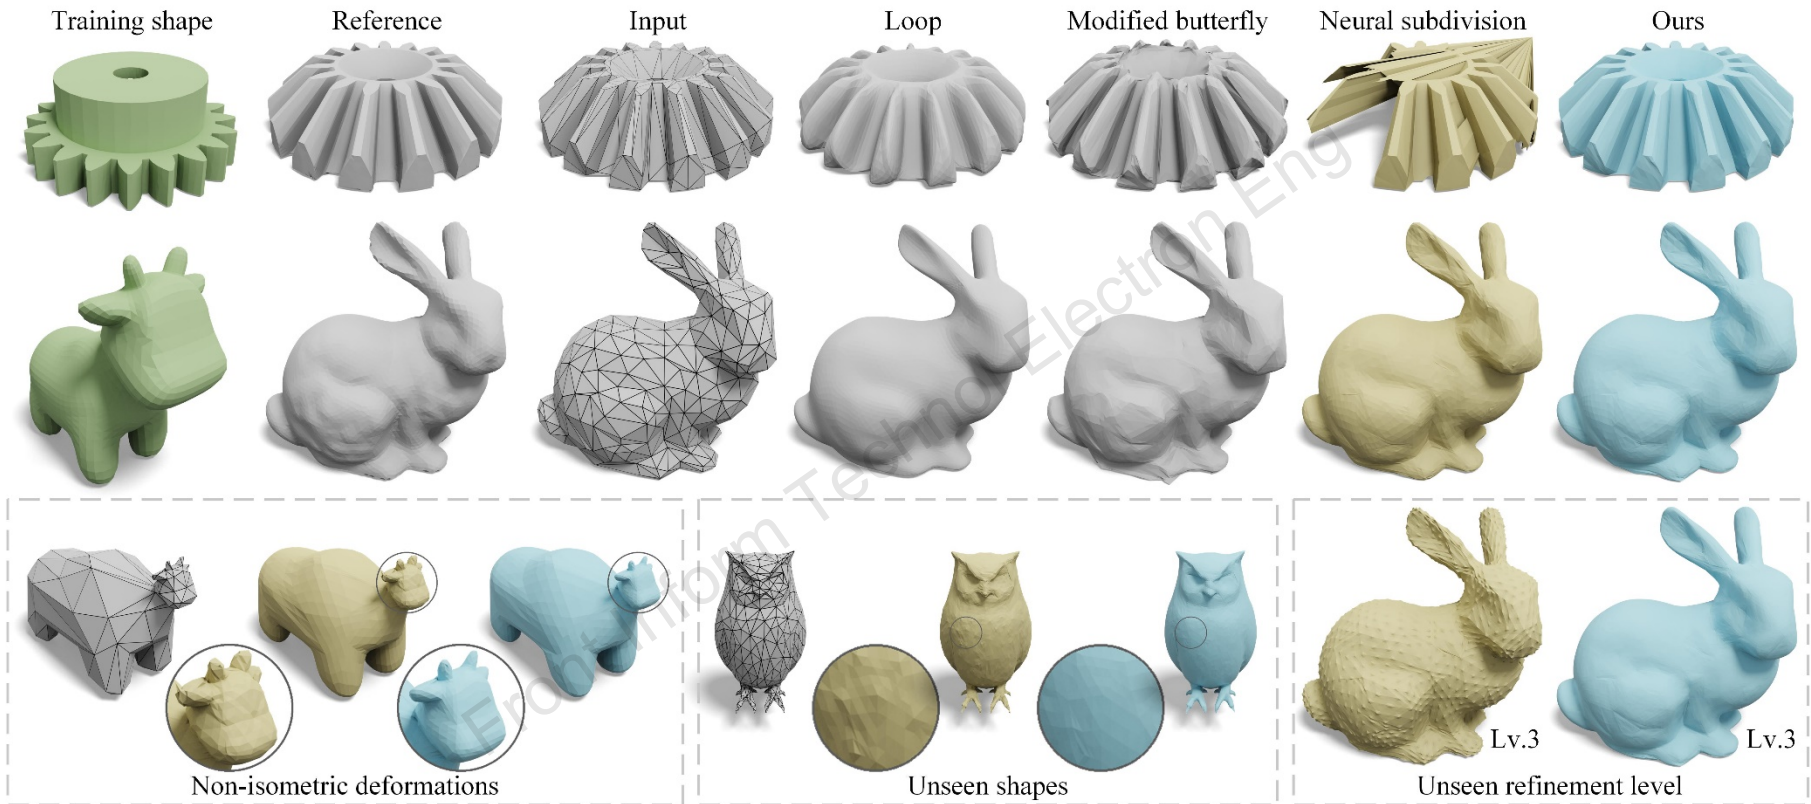 Training shape
Reference
Input
Loop
Modified butterfly
Neural subdivision
Ours
Front Inform Technol Electron Eng
Lv.3
Lv.3
Non-isometric deformations
Unseen shapes
Unseen refinement level